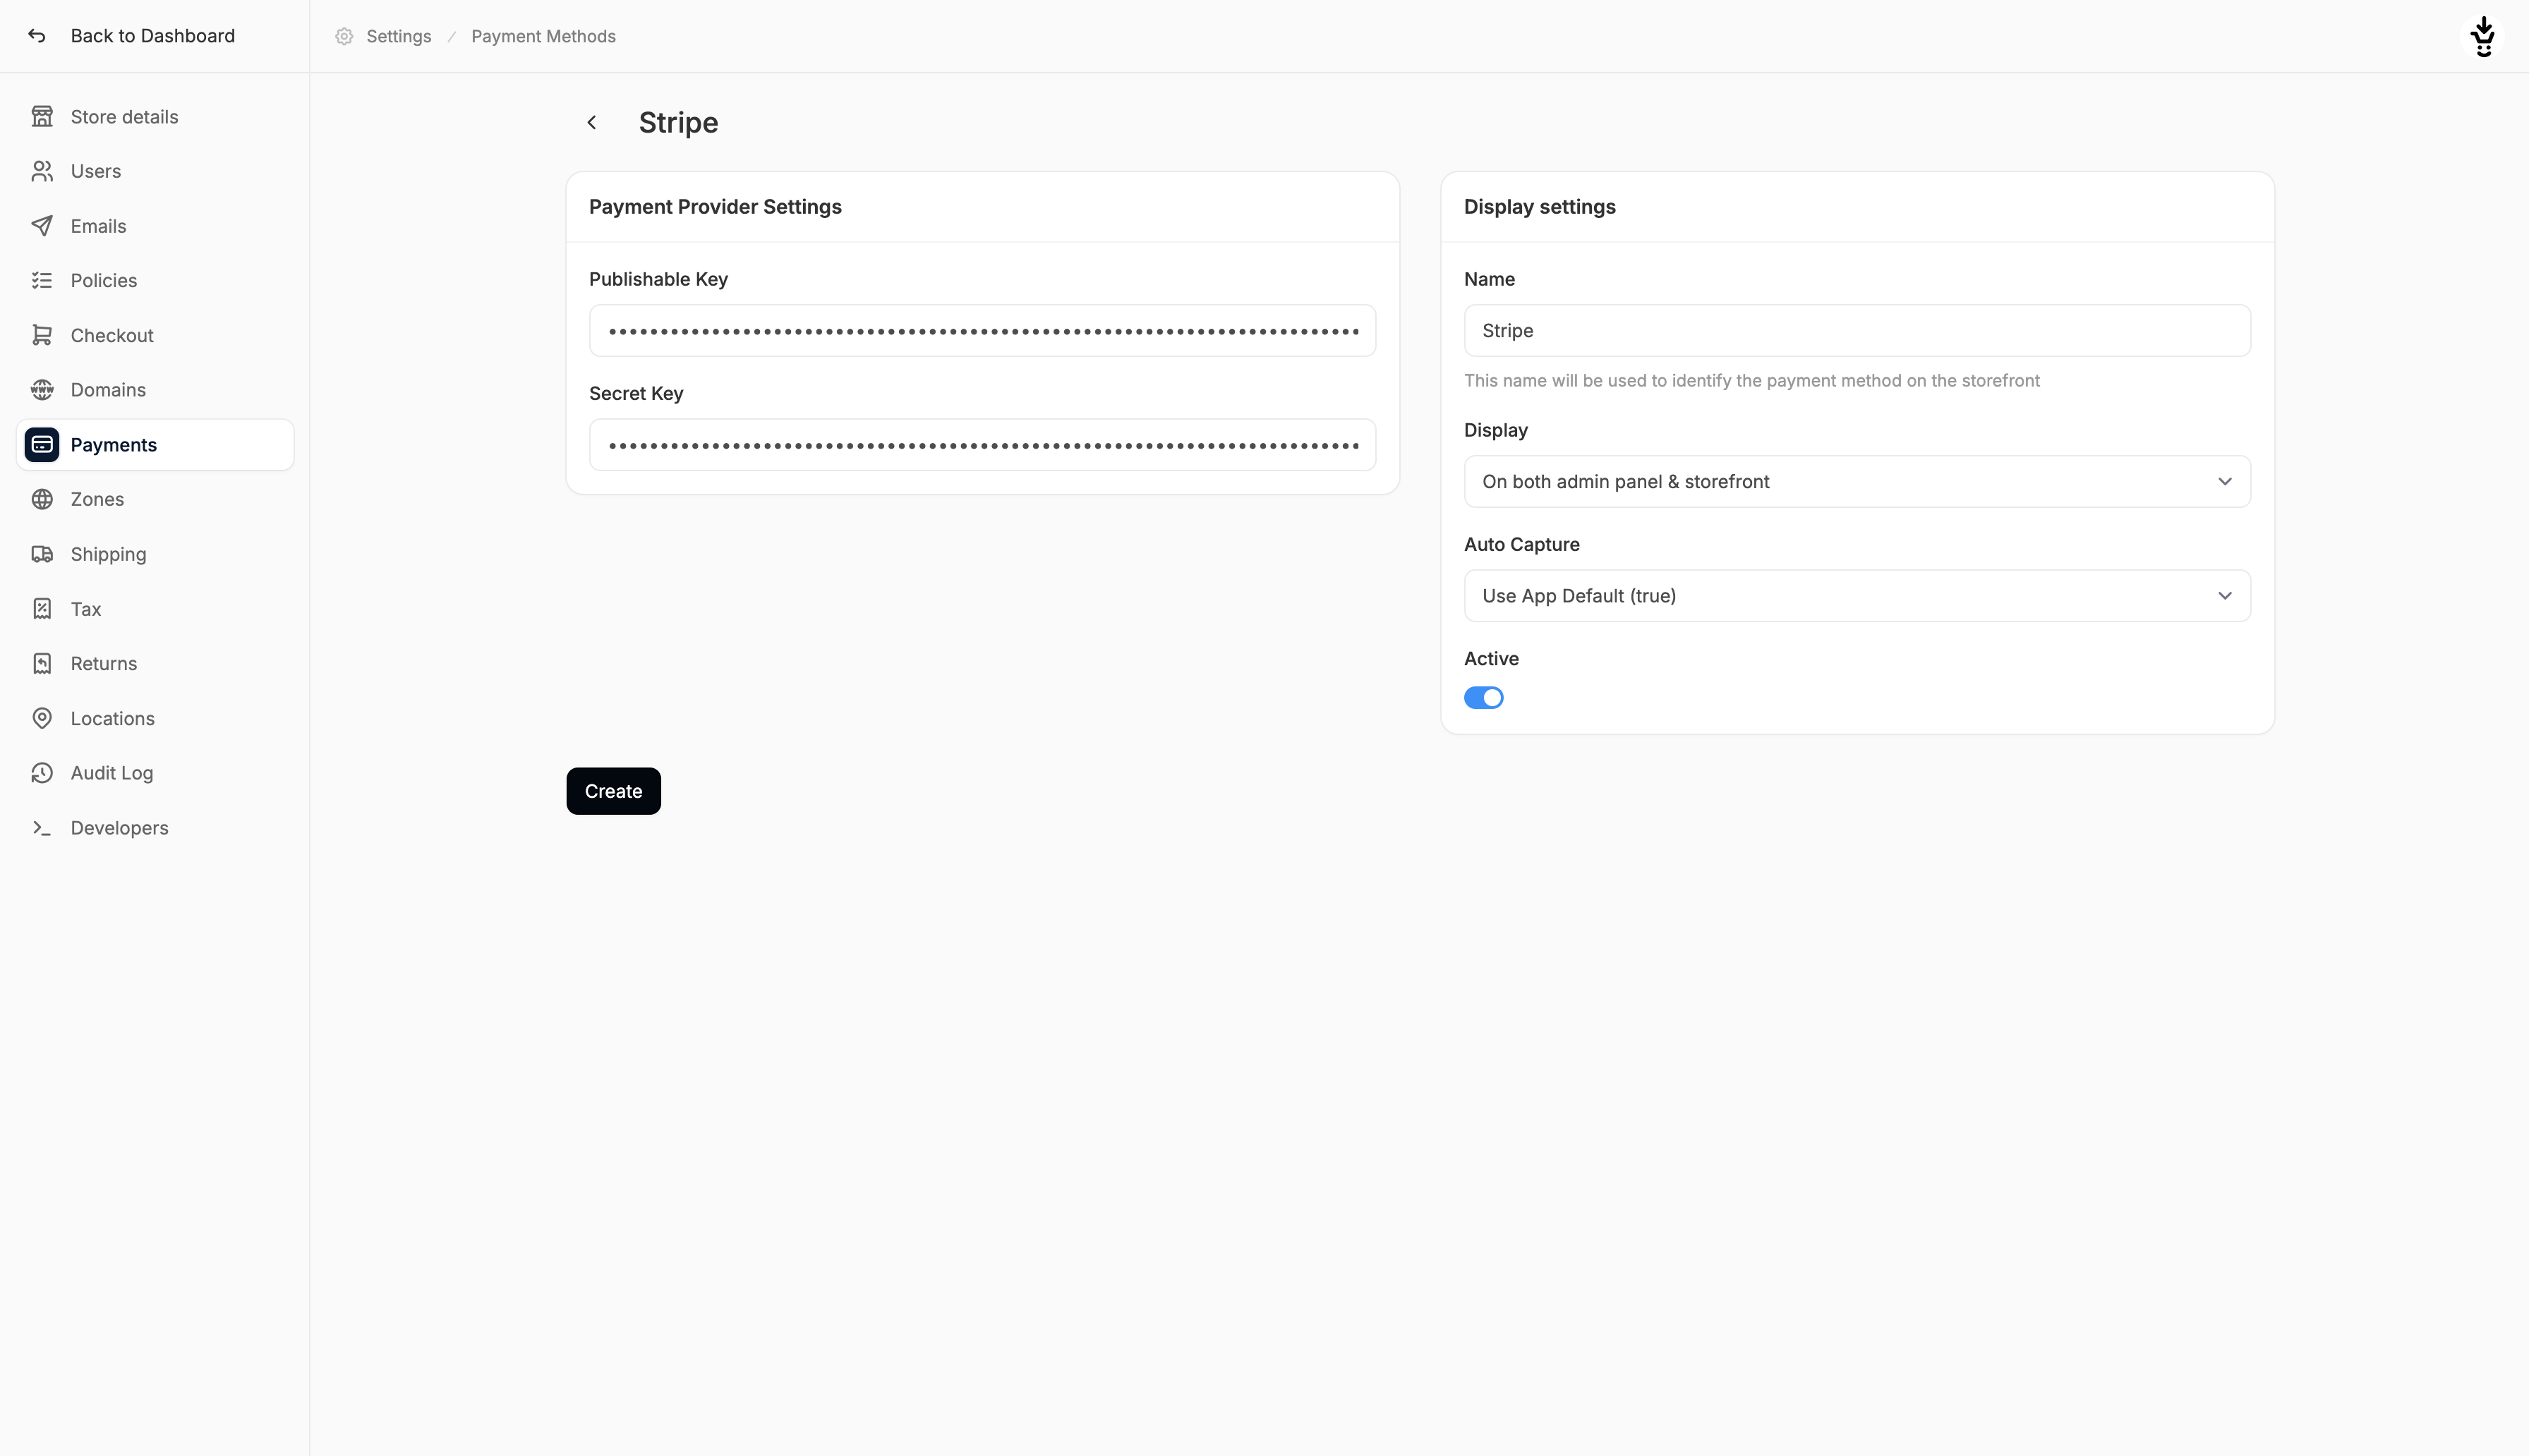 Back to Dashboard
Settings / Payment Methods
Store details
Users
Emails
Policies
Checkout
Domains
Payments
Zones
Shipping
Tax
Returns
Locations
Audit Log
Developers
Stripe
Payment Provider Settings
Publishable Key
Secret Key
Display settings
Name
Stripe
This name will be used to identify the payment method on the storefront
Display
On both admin panel & storefront
Auto Capture
Use App Default (true)
Active
Create